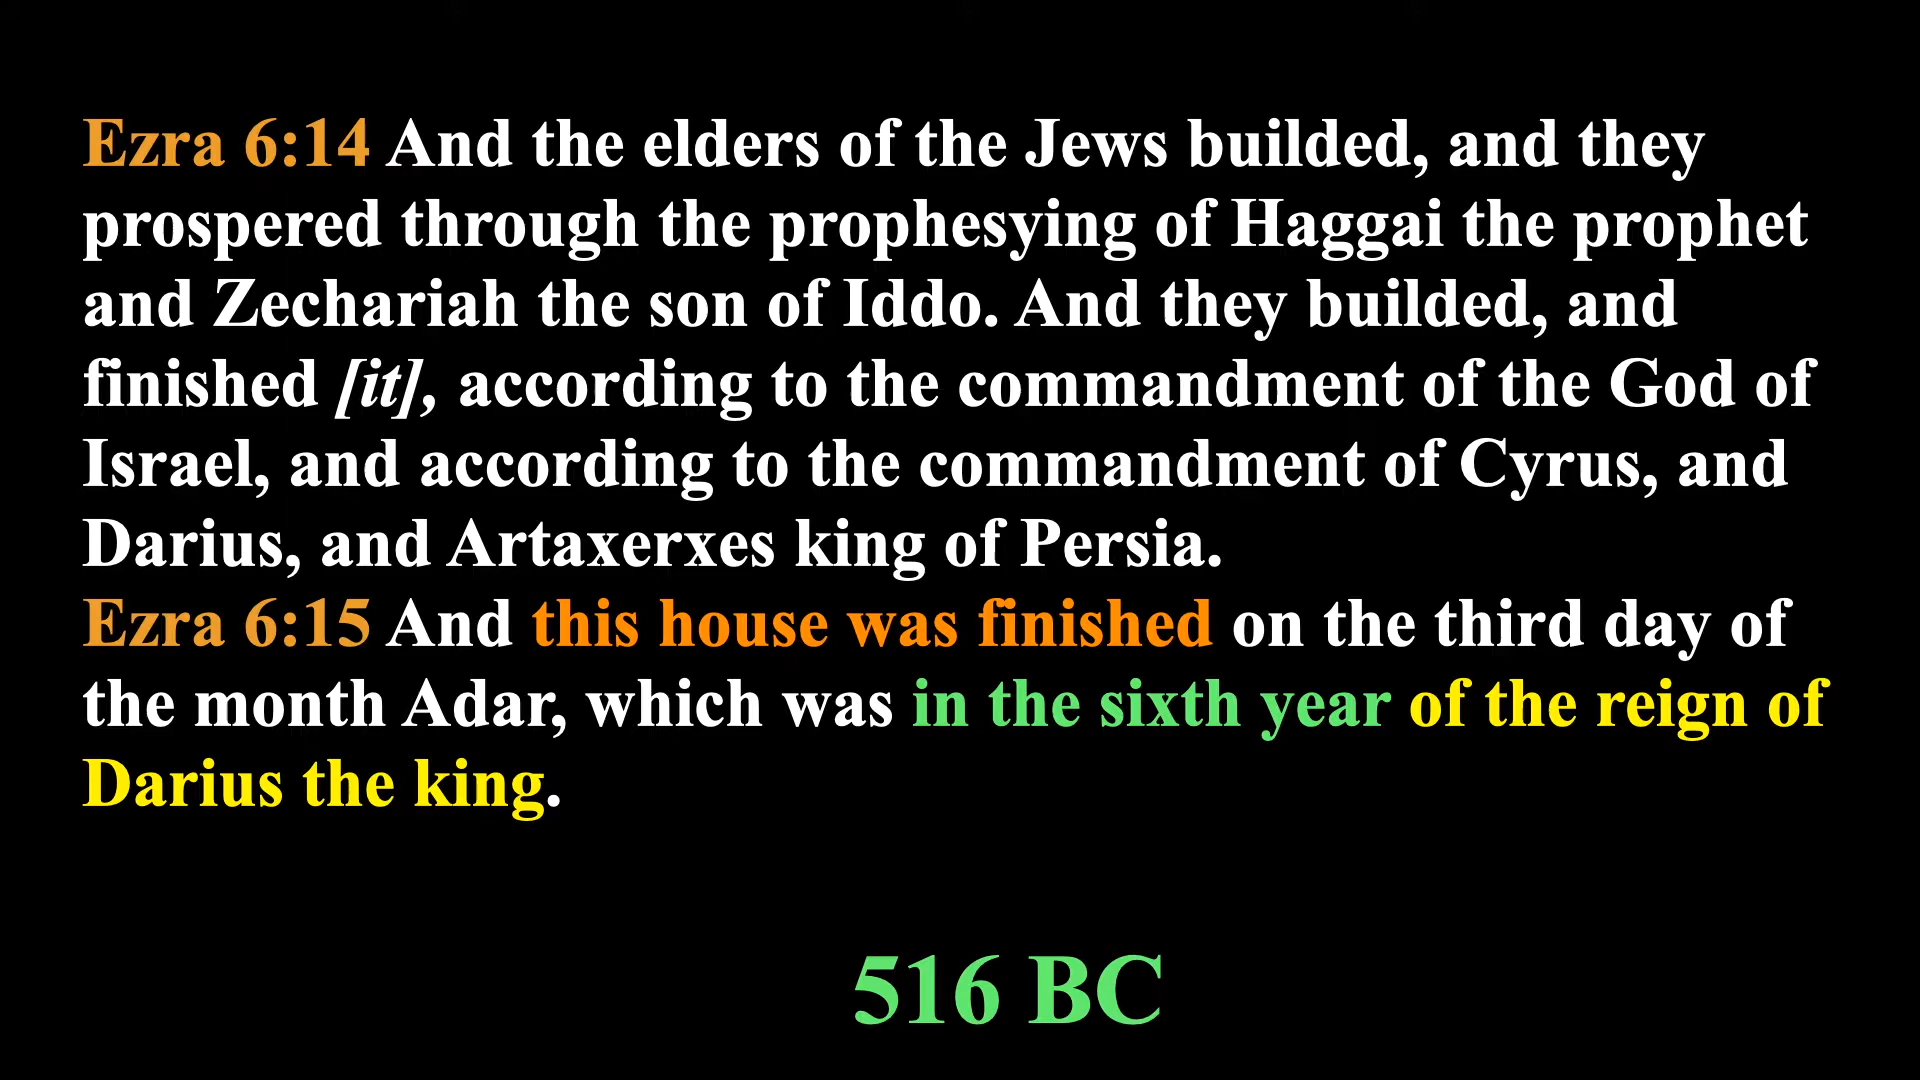 Ezra 6:14 And the elders of the Jews builded, and they
prospered through the prophesying of Haggai the prophet
and Zechariah the son of Iddo. And they builded, and
finished [it], according to the commandment of the God of
Israel, and according to the commandment of Cyrus, and
Darius, and Artaxerxes king of Persia.
Ezra 6:15 And this house was finished on the third day of
the month Adar, which was in the sixth year of the reign of
Darius the king.
516 BC